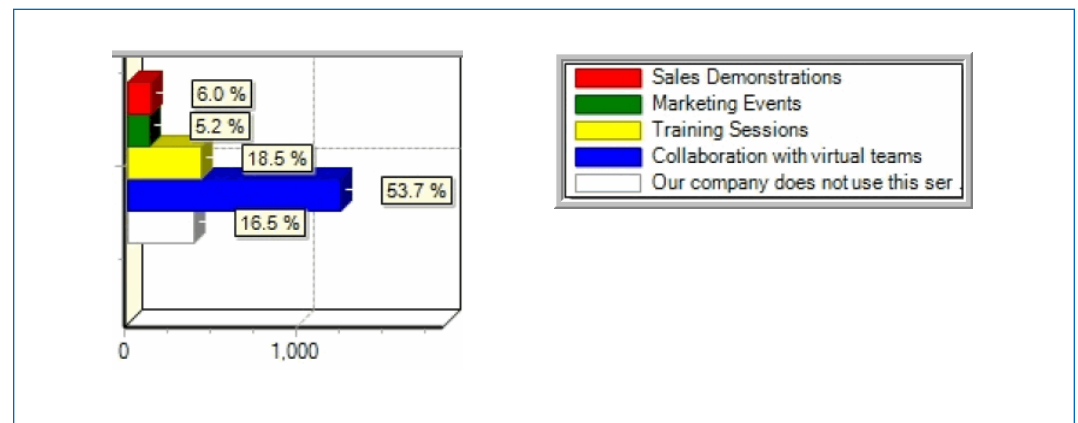 6.0 %
5.2 %
18.5 %
53.7 %
16.5 %
0
1,000
Sales Demonstrations
Marketing Events
Training Sessions
Collaboration with virtual teams
Our company does not use this ser .